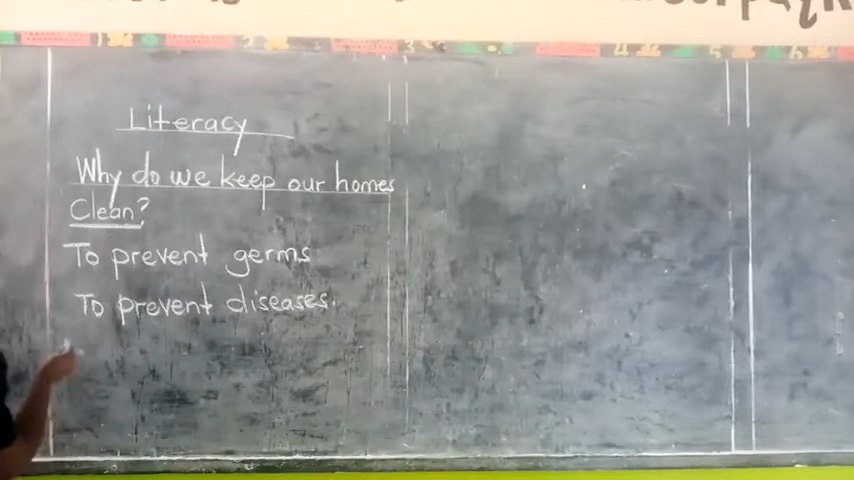 Literacy
Why do we keep our homes
Clean?
To prevent germs
To prevent diseases.